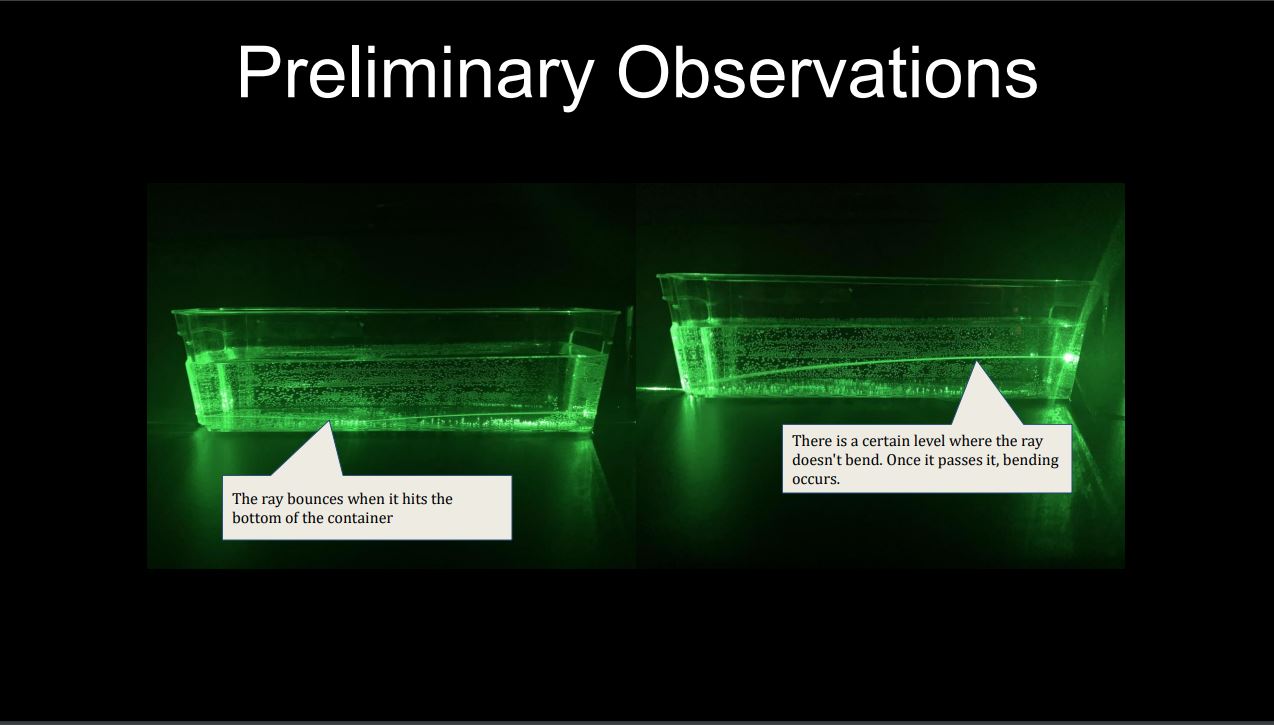 Preliminary Observations
The ray bounces when it hits the
bottom of the container
There is a certain level where the ray
doesn't bend. Once it passes it, bending
occurs.